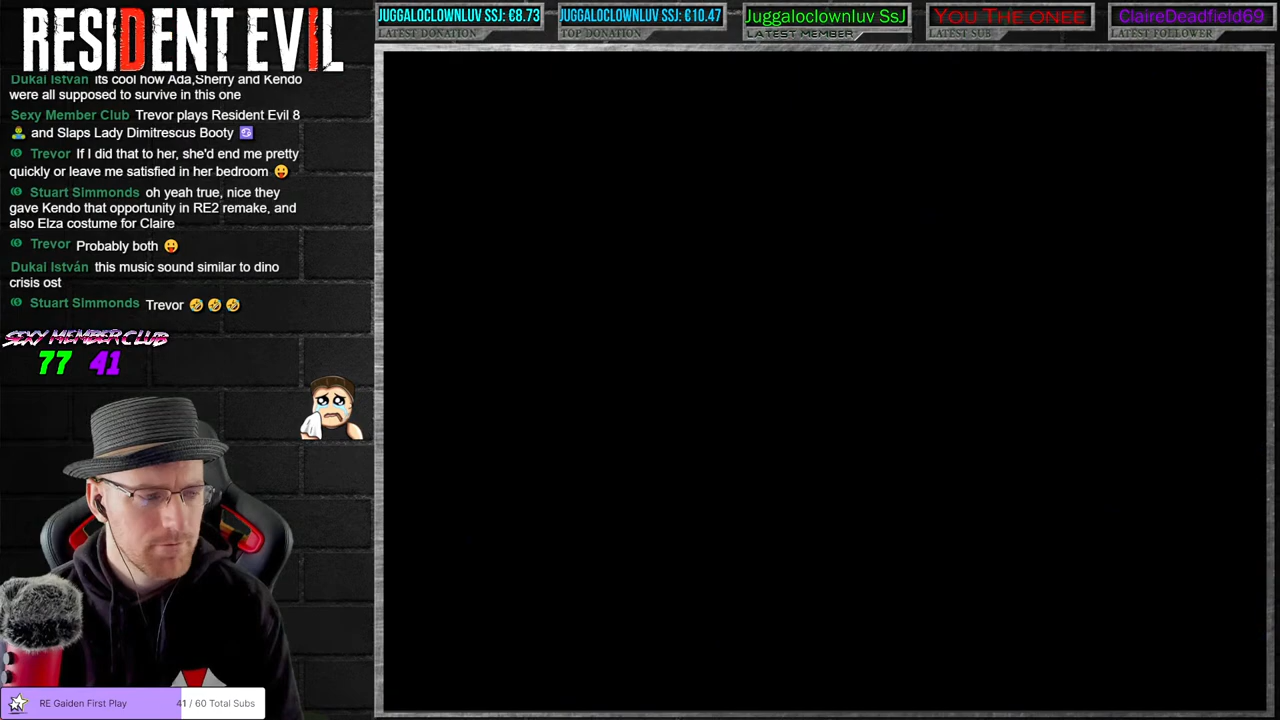 RESIDENT EVIL
JUGGALOCLOWNLUV SSJ: €8.73
LATEST DONATION
JUGGALOCLOWNLUV SSJ: €10.47
TOP DONATION
Juggaloclownluv SsJ
LATEST MEMBER
You The onee
LATEST SUB
ClaireDeadfield69
LATEST FOLLOWER
Dukai István its cool how Ada,Sherry and Kendo
were all supposed to survive in this one
Sexy Member Club Trevor plays Resident Evil 8
🧟‍♂️ and Slaps Lady Dimitrescus Booty ♋
Trevor If I did that to her, she'd end me pretty
quickly or leave me satisfied in her bedroom 😛
Stuart Simmonds oh yeah true, nice they
gave Kendo that opportunity in RE2 remake, and
also Elza costume for Claire
Trevor Probably both 😛
Dukai István this music sound similar to dino
crisis ost
Stuart Simmonds Trevor 🤣 🤣 🤣
SEXY MEMBER CLUB
77 41
RE Gaiden First Play 41 / 60 Total Subs